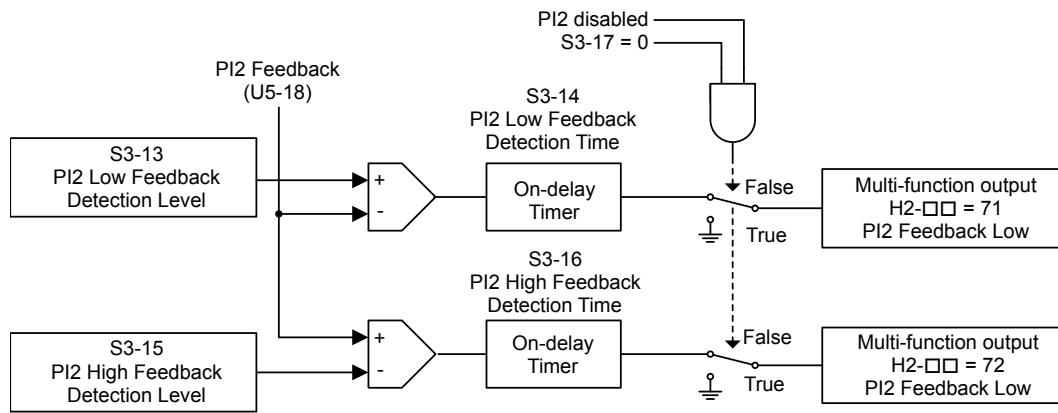 PI2 disabled
S3-17 = 0
PI2 Feedback
(U5-18)
S3-14
PI2 Low Feedback
Detection Time
S3-13
PI2 Low Feedback
Detection Level
+
-
On-delay
Timer
False
True
Multi-function output
H2-□□ = 71
PI2 Feedback Low
S3-16
PI2 High Feedback
Detection Time
S3-15
PI2 High Feedback
Detection Level
+
-
On-delay
Timer
False
True
Multi-function output
H2-□□ = 72
PI2 Feedback Low